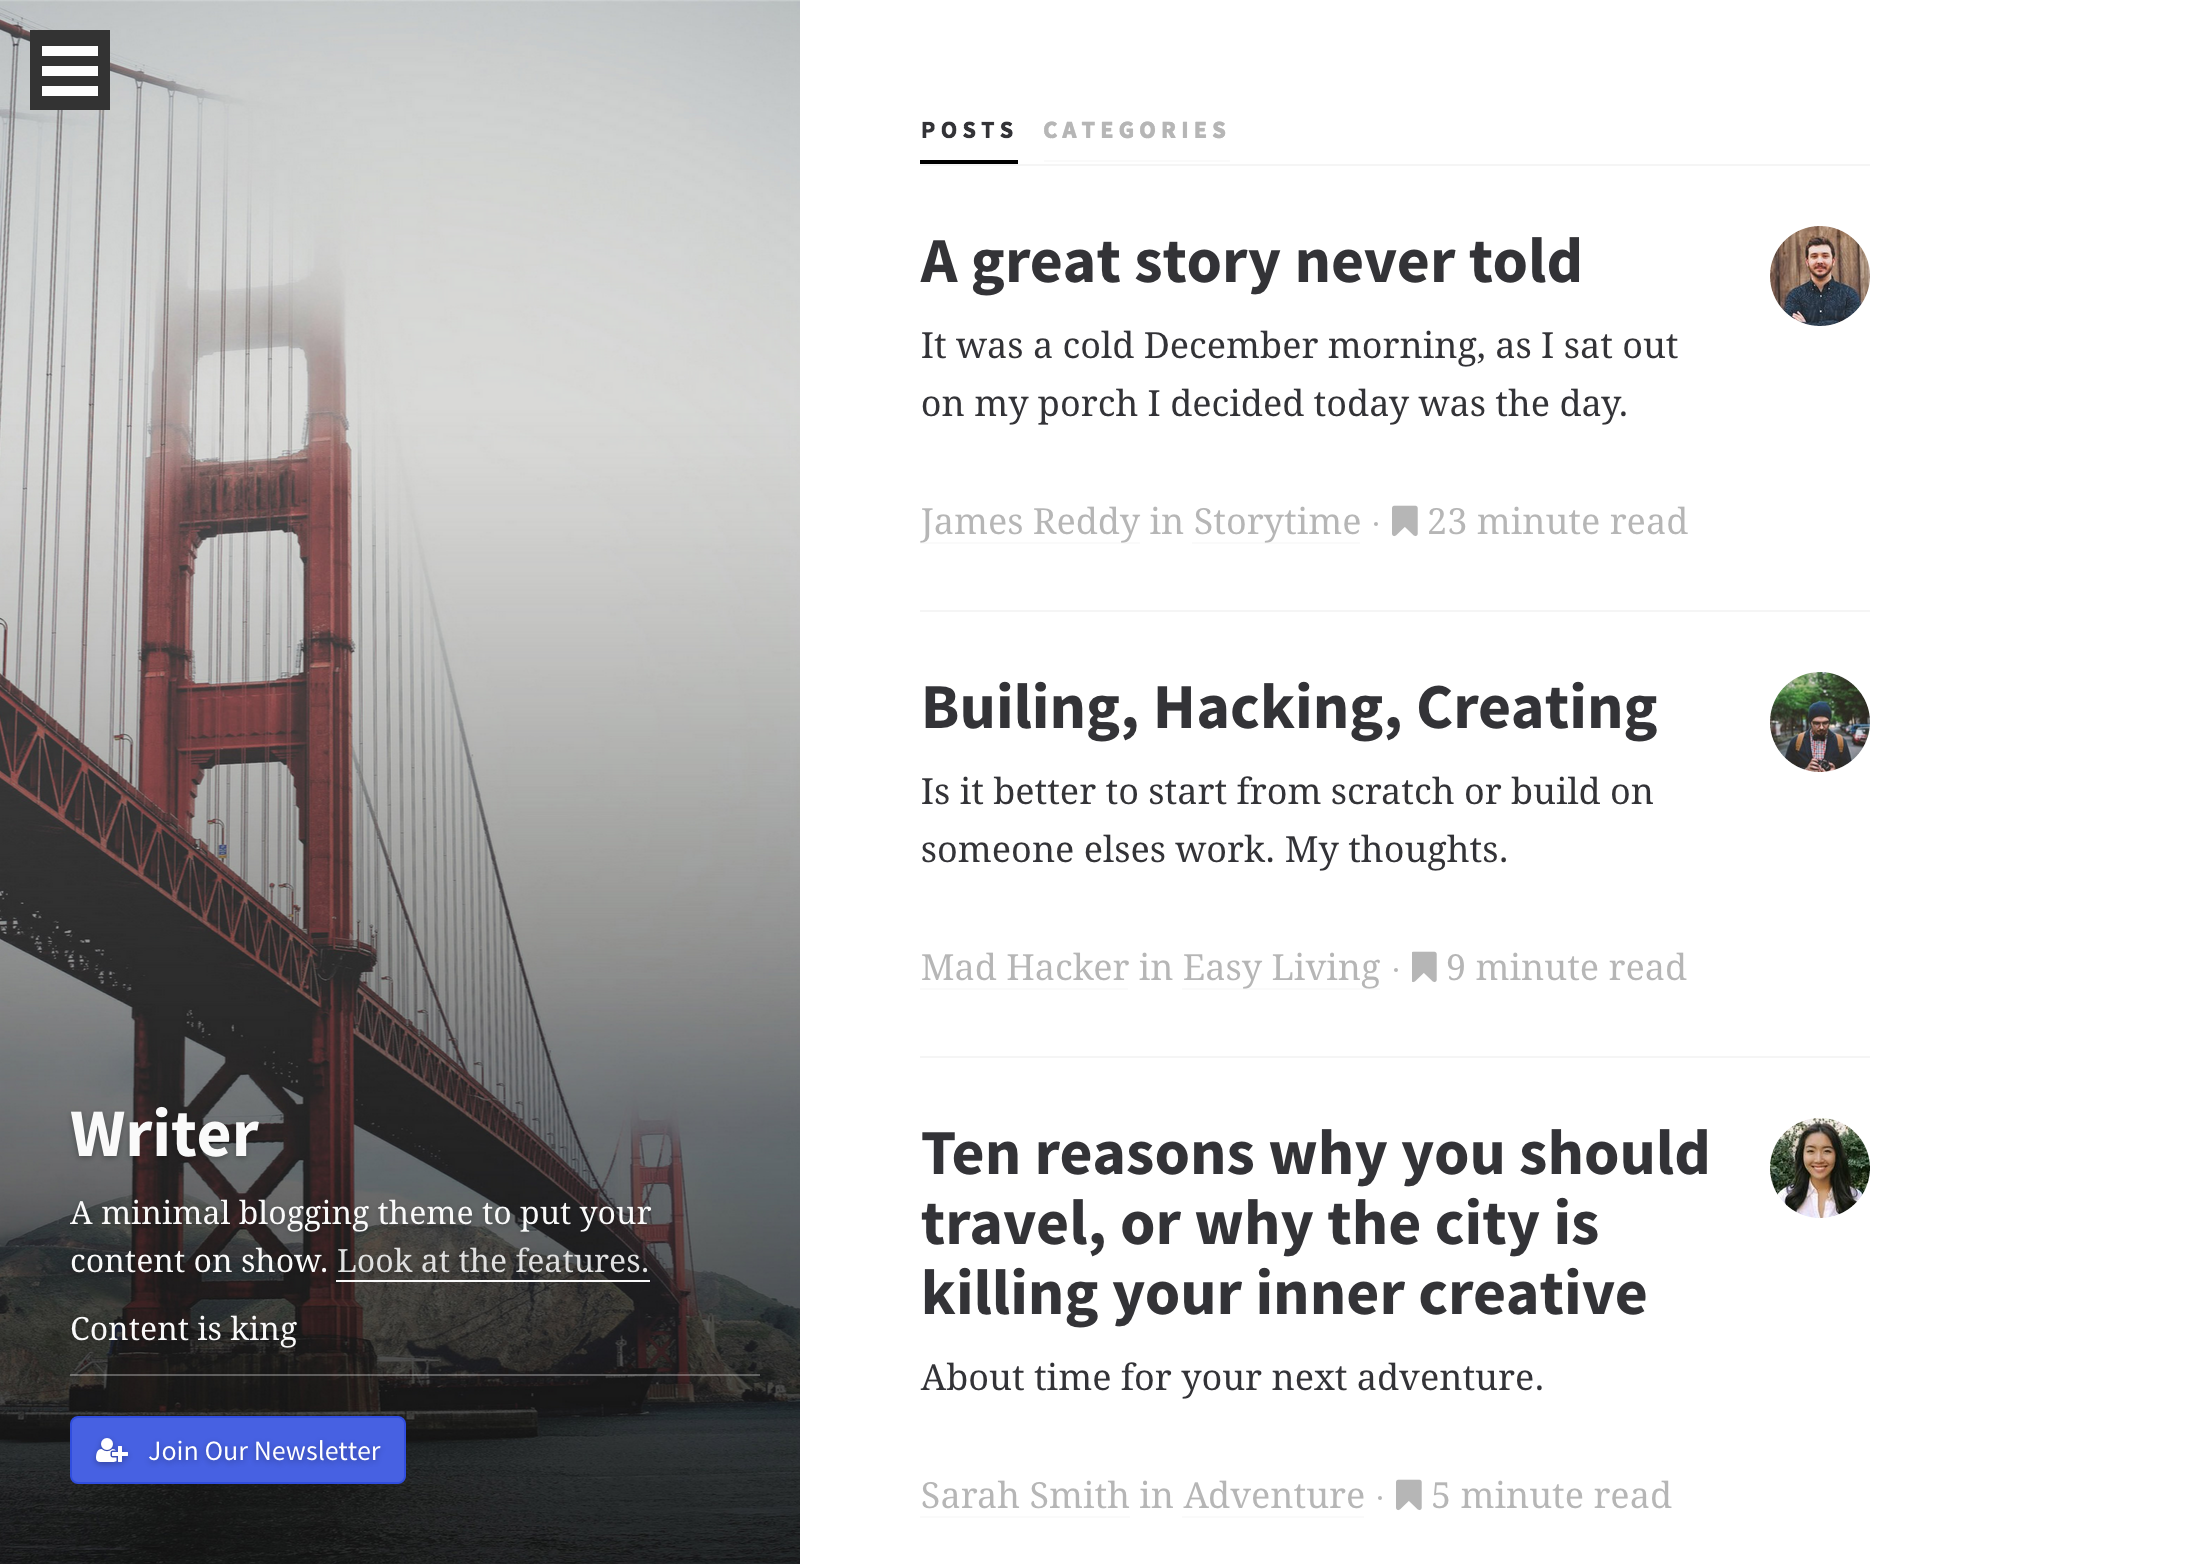 Writer
A minimal blogging theme to put your
content on show. Look at the features.
Content is king
Join Our Newsletter
POSTS CATEGORIES
A great story never told
It was a cold December morning, as I sat out
on my porch I decided today was the day.
James Reddy in Storytime · 23 minute read
Builing, Hacking, Creating
Is it better to start from scratch or build on
someone elses work. My thoughts.
Mad Hacker in Easy Living · 9 minute read
Ten reasons why you should
travel, or why the city is
killing your inner creative
About time for your next adventure.
Sarah Smith in Adventure · 5 minute read